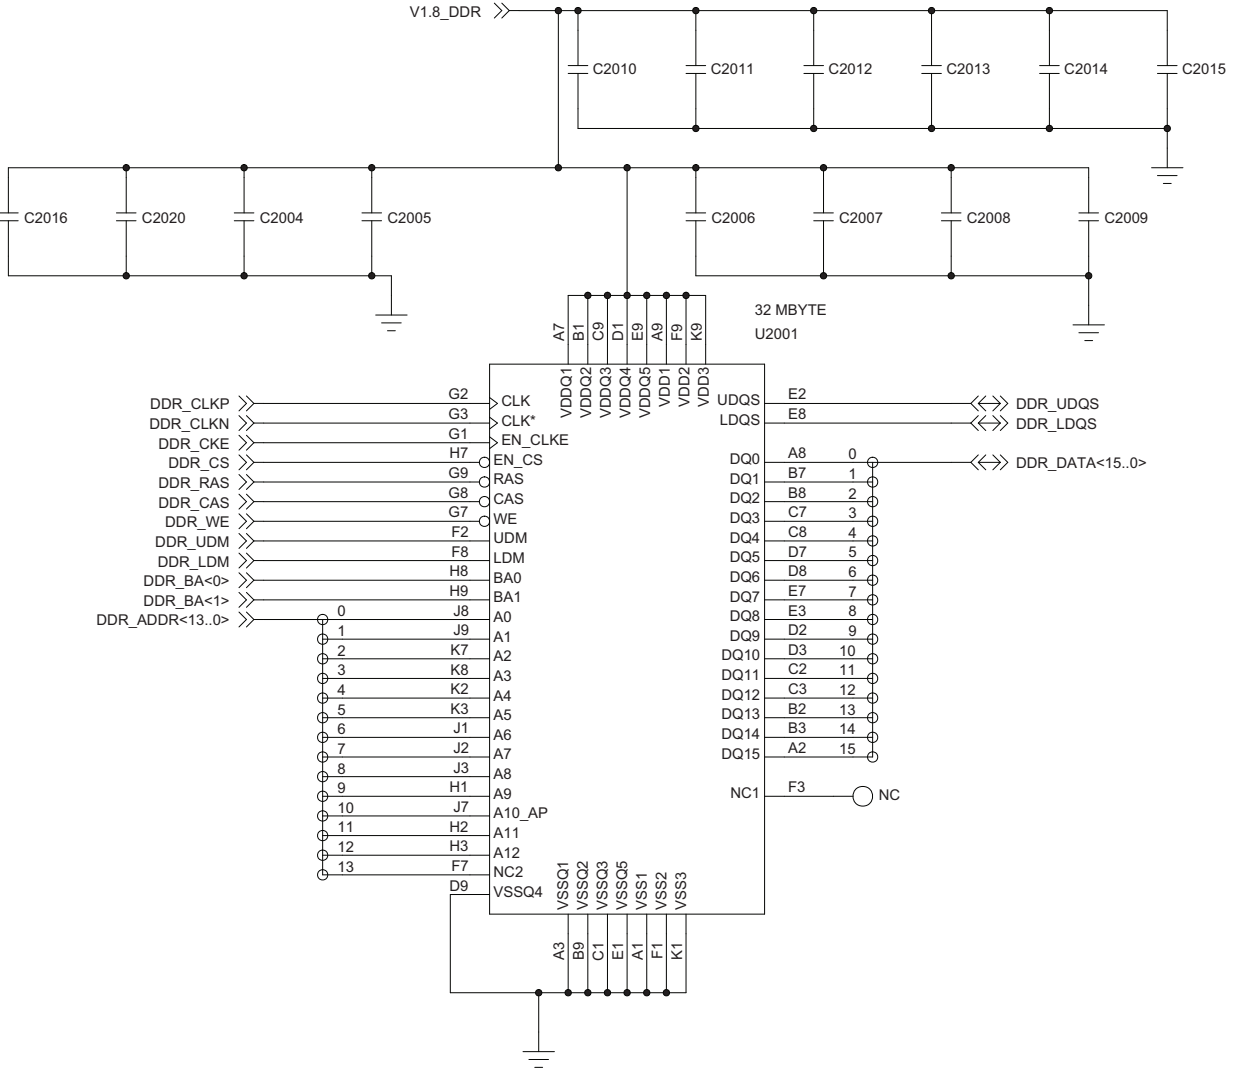 V1.8_DDR
C2010 C2011 C2012 C2013 C2014 C2015
C2016 C2020 C2004 C2005 C2006 C2007 C2008 C2009
32 MBYTE
U2001
A7 B1 C9 D1 E9 A9 F9 K9
VDDQ1 VDDQ2 VDDQ3 VDDQ4 VDDQ5 VDD1 VDD2 VDD3
DDR_CLKP G2 CLK UDQS E2 DDR_UDQS
DDR_CLKN G3 CLK* LDQS E8 DDR_LDQS
DDR_CKE G1 EN_CLKE
DDR_CS H7 EN_CS DQ0 A8 0 DDR_DATA<15..0>
DDR_RAS G9 RAS DQ1 B7 1
DDR_CAS G8 CAS DQ2 B8 2
DDR_WE G7 WE DQ3 C7 3
DDR_UDM F2 UDM DQ4 C8 4
DDR_LDM F8 LDM DQ5 D7 5
DDR_BA<0> H8 BA0 DQ6 D8 6
DDR_BA<1> H9 BA1 DQ7 E7 7
DDR_ADDR<13..0> 0 J8 A0 DQ8 E3 8
1 J9 A1 DQ9 D2 9
2 K7 A2 DQ10 D3 10
3 K8 A3 DQ11 C2 11
4 K2 A4 DQ12 C3 12
5 K3 A5 DQ13 B2 13
6 J1 A6 DQ14 B3 14
7 J2 A7 DQ15 A2 15
8 J3 A8
9 H1 A9 NC1 F3 NC
10 J7 A10_AP
11 H2 A11
12 H3 A12
13 F7 NC2
D9 VSSQ4
VSSQ1 VSSQ2 VSSQ3 VSSQ5 VSS1 VSS2 VSS3
A3 B9 C1 E1 A1 F1 K1